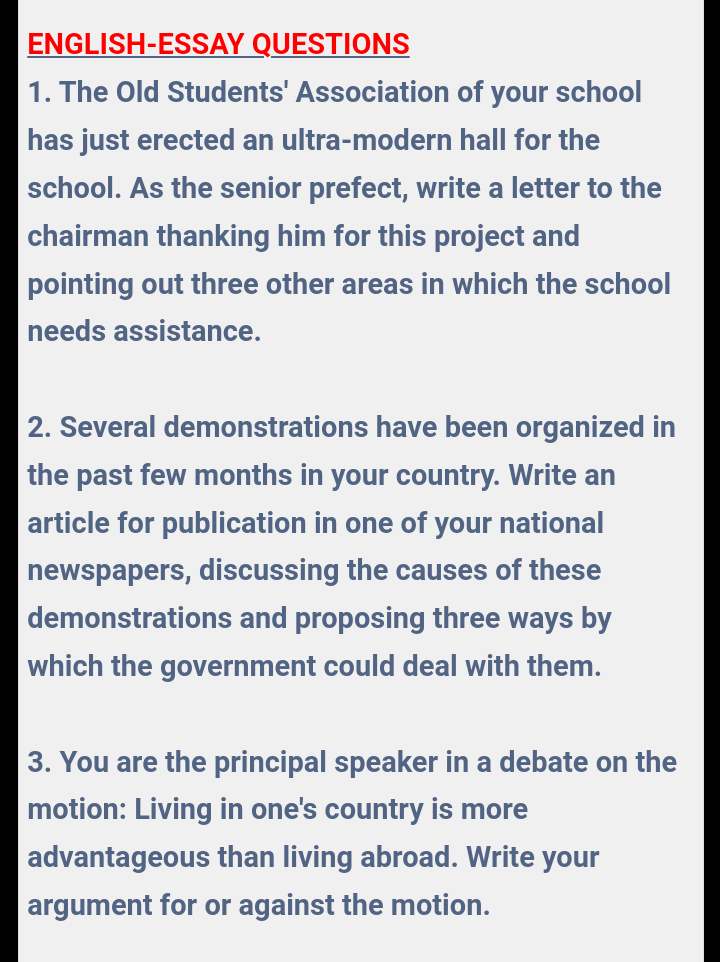 ENGLISH-ESSAY QUESTIONS
1. The Old Students' Association of your school
has just erected an ultra-modern hall for the
school. As the senior prefect, write a letter to the
chairman thanking him for this project and
pointing out three other areas in which the school
needs assistance.
2. Several demonstrations have been organized in
the past few months in your country. Write an
article for publication in one of your national
newspapers, discussing the causes of these
demonstrations and proposing three ways by
which the government could deal with them.
3. You are the principal speaker in a debate on the
motion: Living in one's country is more
advantageous than living abroad. Write your
argument for or against the motion.